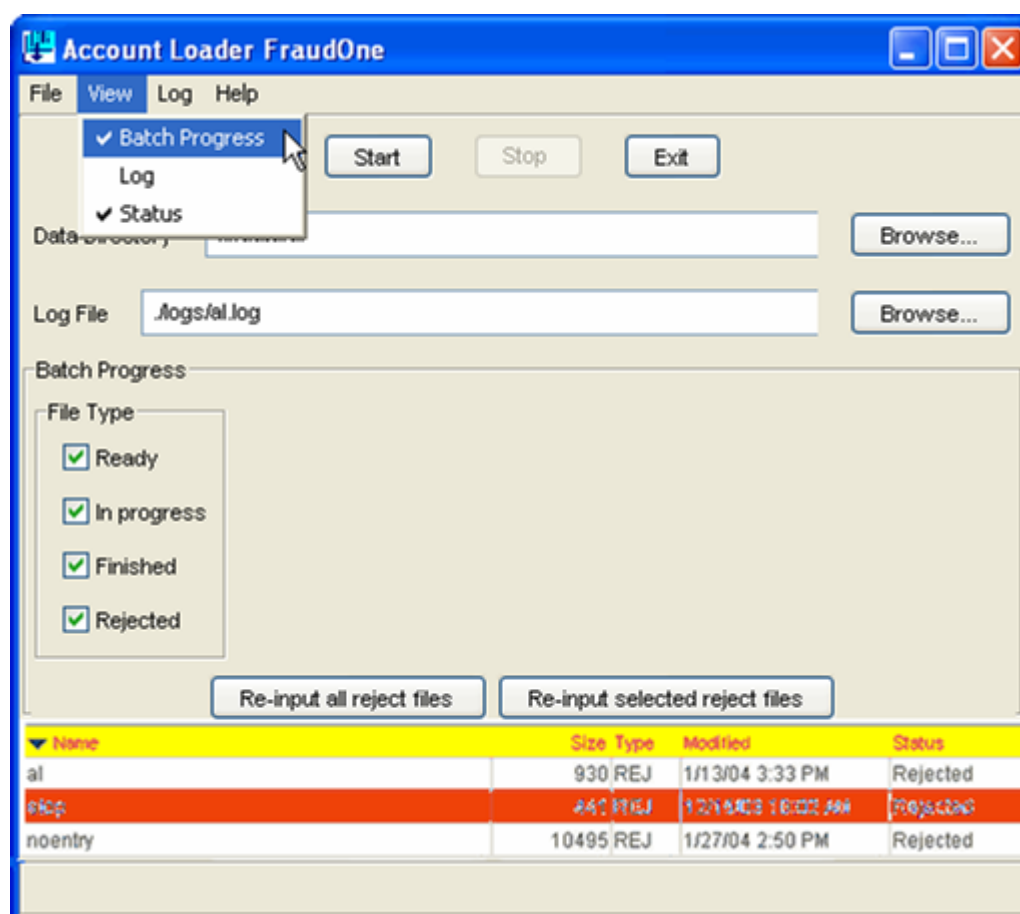 Account Loader FraudOne
File View Log Help
Batch Progress
Log
Status
Start Stop Exit
Data Browse...
Log File ./logs/al.log Browse...
Batch Progress
File Type
Ready
In progress
Finished
Rejected
Re-input all reject files Re-input selected reject files
Name Size Type Modified Status
al 930 REJ 1/13/04 3:33 PM Rejected
REJ Rejected
noentry 10495 REJ 1/27/04 2:50 PM Rejected